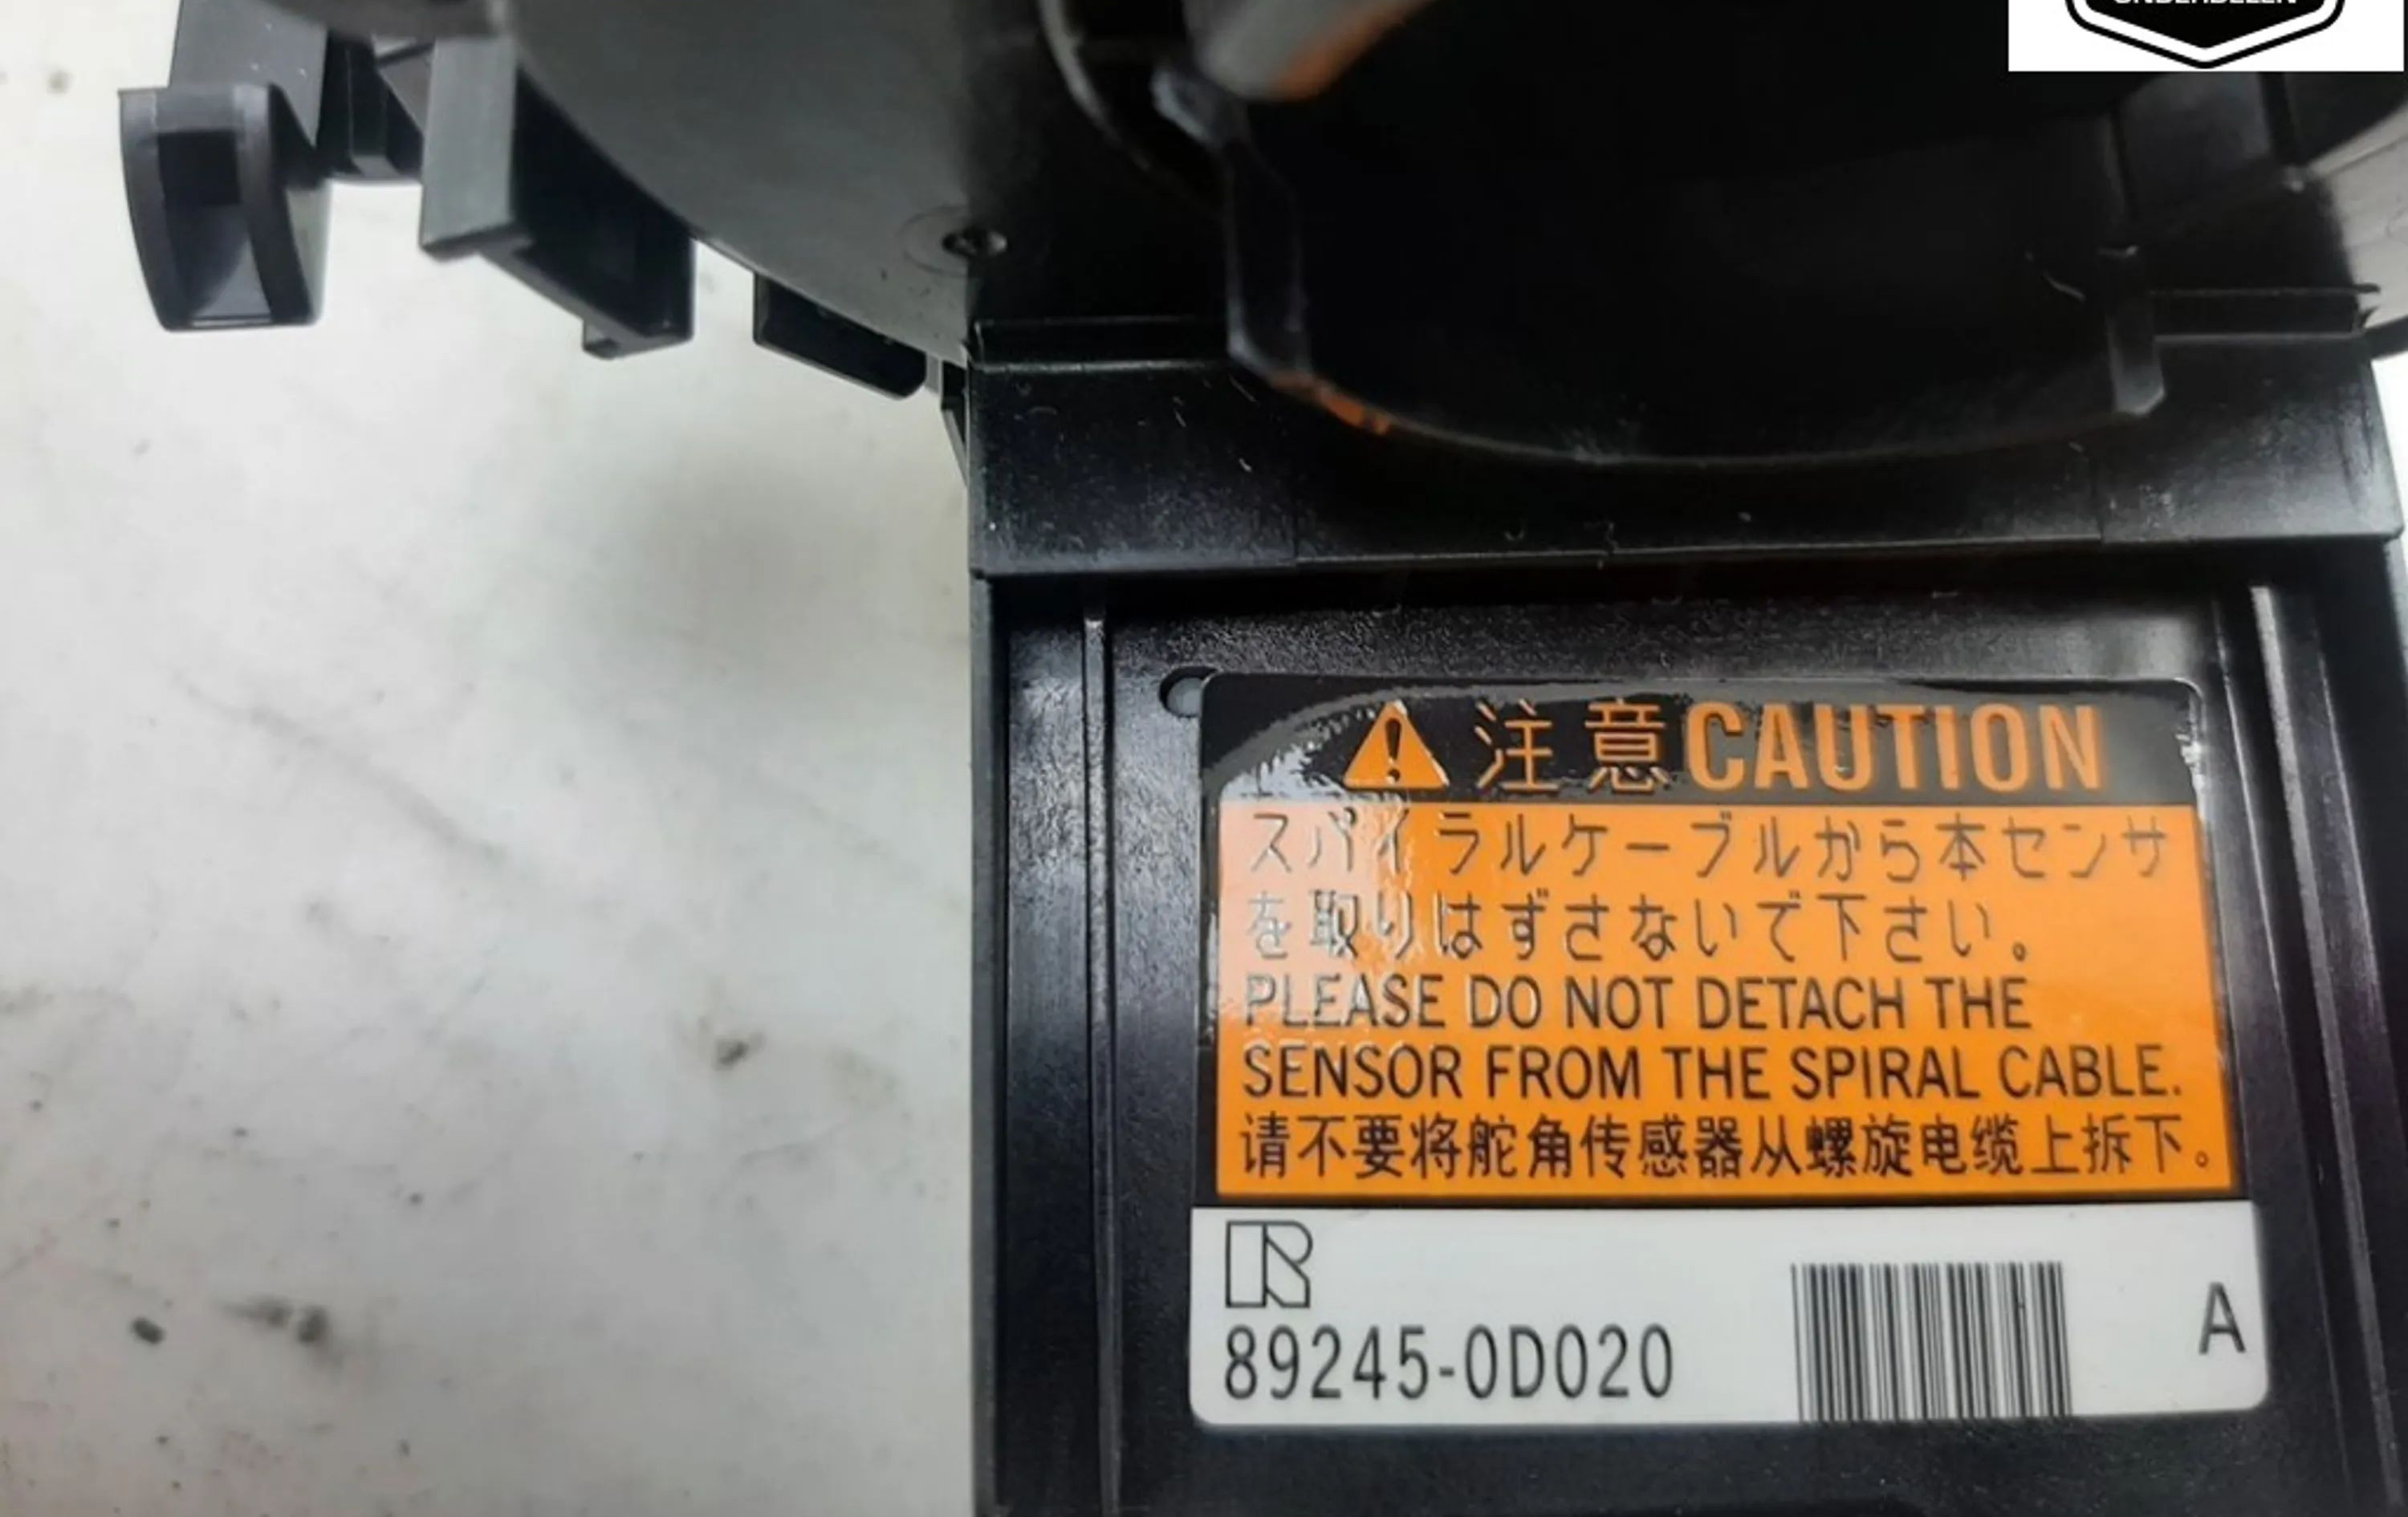 ONDERDELEN
注意CAUTION
スパイラルケーブルから本センサ
を取りはずさないで下さい。
PLEASE DO NOT DETACH THE
SENSOR FROM THE SPIRAL CABLE.
请不要将舵角传感器从螺旋电缆上拆下。
R
89245-0D020
A